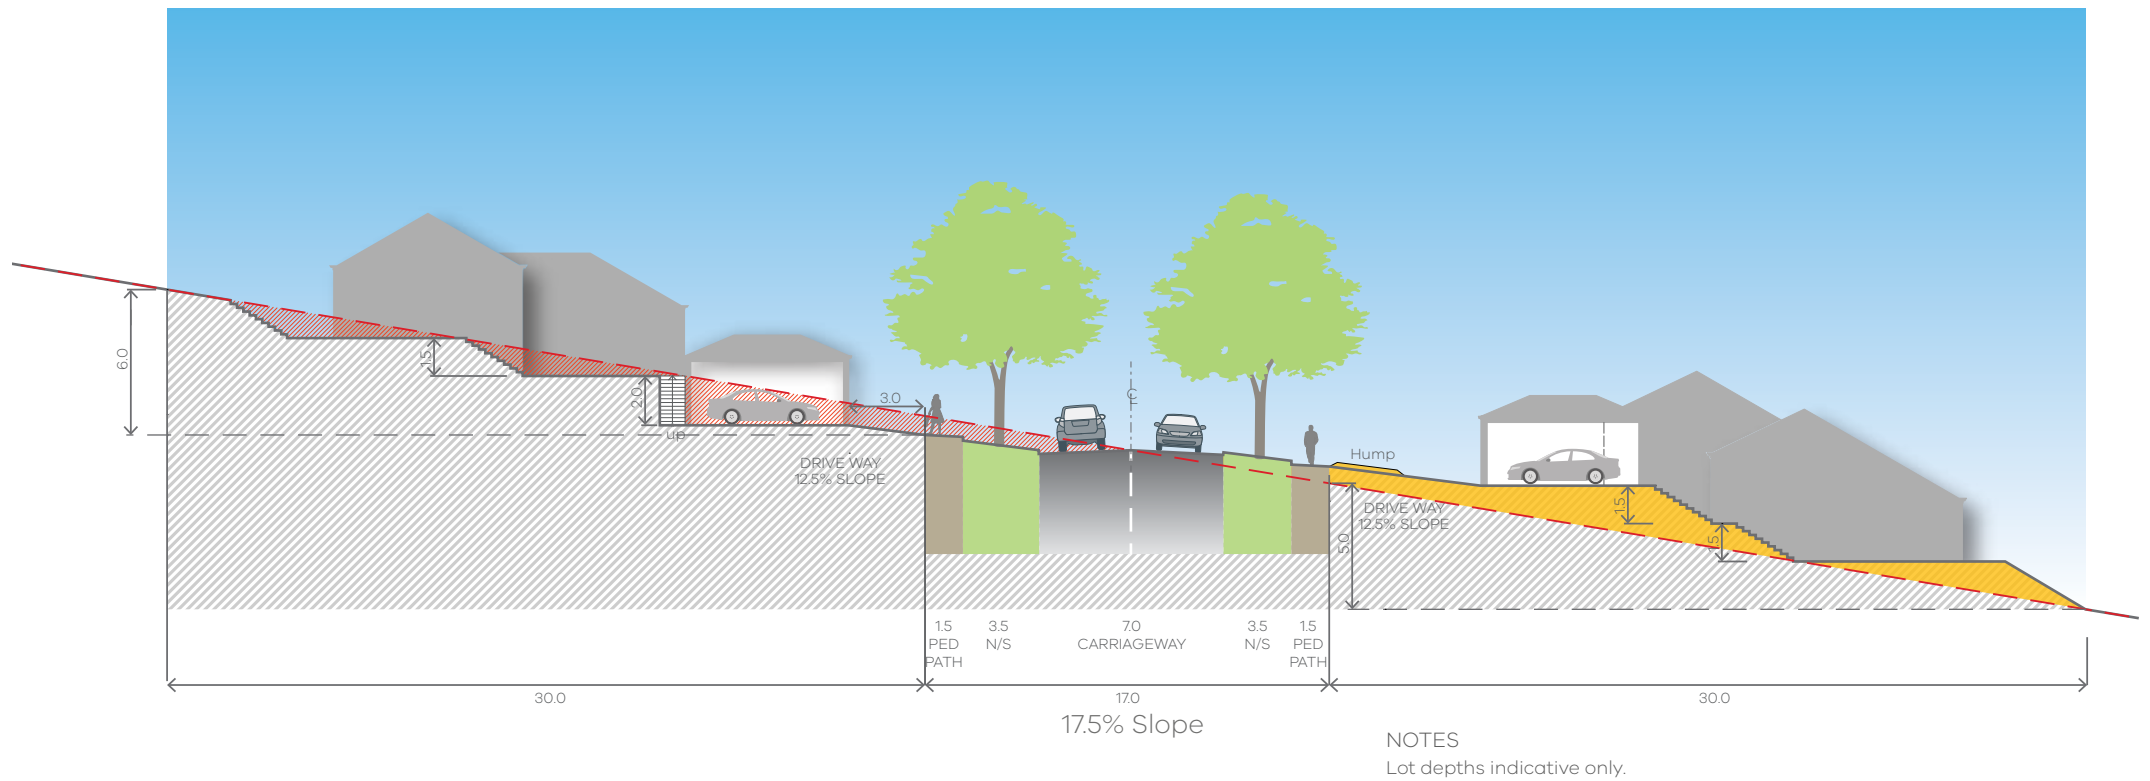 6.0
1.5
2.0
up
3.0
DRIVE WAY
12.5% SLOPE
CL
Hump
DRIVE WAY
12.5% SLOPE
5.0
1.5
1.5
1.5
PED
PATH
3.5
N/S
7.0
CARRIAGEWAY
3.5
N/S
1.5
PED
PATH
30.0
17.0
30.0
17.5% Slope
NOTES
Lot depths indicative only.